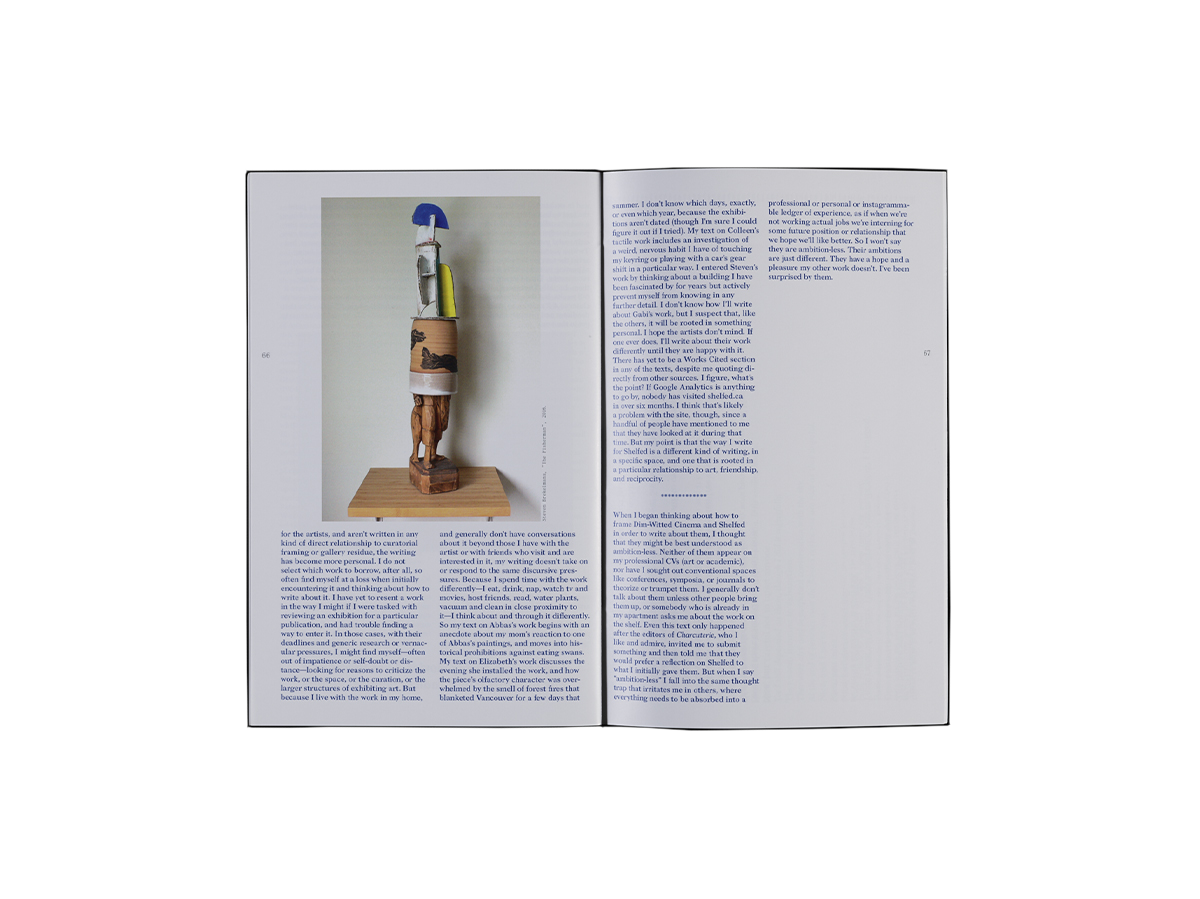 66
for the artists, and aren't written in any
kind of direct relationship to curatorial
framing or gallery residue, the writing
has become more personal. I do not
select which work to borrow, after all, so
often find myself at a loss when initially
encountering it and thinking about how to
write about it. I have yet to resent a work
in the way I might if I were tasked with
reviewing an exhibition for a particular
publication, and had trouble finding a
way to enter it. In those cases, with their
deadlines and generic research or vernac-
ular pressures, I might find myself—often
out of impatience or self-doubt or dis-
tance—looking for reasons to criticize the
work, or the space, or the curation, or the
larger structures of exhibiting art. But
because I live with the work in my home,
and generally don't have conversations
about it beyond those I have with the
artist or with friends who visit and are
interested in it, my writing doesn't take on
or respond to the same discursive pres-
sures. Because I spend time with the work
differently—I eat, drink, nap, watch tv and
movies, host friends, read, water plants,
vacuum and clean in close proximity to
it—I think about and through it differently.
So my text on Abbas's work begins with an
anecdote about my mom's reaction to one
of Abbas's paintings, and moves into his-
torical prohibitions against eating swans.
My text on Elizabeth's work discusses the
evening she installed the work, and how
the piece's olfactory character was over-
whelmed by the smell of forest fires that
blanketed Vancouver for a few days that
summer. I don't know which days, exactly,
or even which year, because the exhibi-
tions aren't dated (though I'm sure I could
figure it out if I tried). My text on Colleen's
tactile work includes an investigation of
a weird, nervous habit I have of touching
my keyring or playing with a car's gear
shift in a particular way. I entered Steven's
work by thinking about a building I have
been fascinated by for years but actively
prevent myself from knowing in any
further detail. I don't know how I'll write
about Gabi's work, but I suspect that, like
the others, it will be rooted in something
personal. I hope the artists don't mind. If
one ever does, I'll write about their work
differently until they are happy with it.
There has yet to be a Works Cited section
in any of the texts, despite me quoting di-
rectly from other sources. I figure, what's
the point? If Google Analytics is anything
to go by, nobody has visited shelfed.ca
in over six months. I think that's likely
a problem with the site, though, since a
handful of people have mentioned to me
that they have looked at it during that
time. But my point is that the way I write
for Shelfed is a different kind of writing, in
a specific space, and one that is rooted in
a particular relationship to art, friendship,
and reciprocity.
*************
When I began thinking about how to
frame Dim-Witted Cinema and Shelfed
in order to write about them, I thought
that they might be best understood as
ambition-less. Neither of them appear on
my professional CVs (art or academic),
nor have I sought out conventional spaces
like conferences, symposia, or journals to
theorize or trumpet them. I generally don't
talk about them unless other people bring
them up, or somebody who is already in
my apartment asks me about the work on
the shelf. Even this text only happened
after the editors of Charcuterie, who I
like and admire, invited me to submit
something and then told me that they
would prefer a reflection on Shelfed to
what I initially gave them. But when I say
"ambition-less" I fall into the same thought
trap that irritates me in others, where
everything needs to be absorbed into a
professional or personal or instagramma-
ble ledger of experience, as if when we're
not working actual jobs we're interning for
some future position or relationship that
we hope we'll like better. So I won't say
they are ambition-less. Their ambitions
are just different. They have a hope and a
pleasure my other work doesn't. I've been
surprised by them.
67